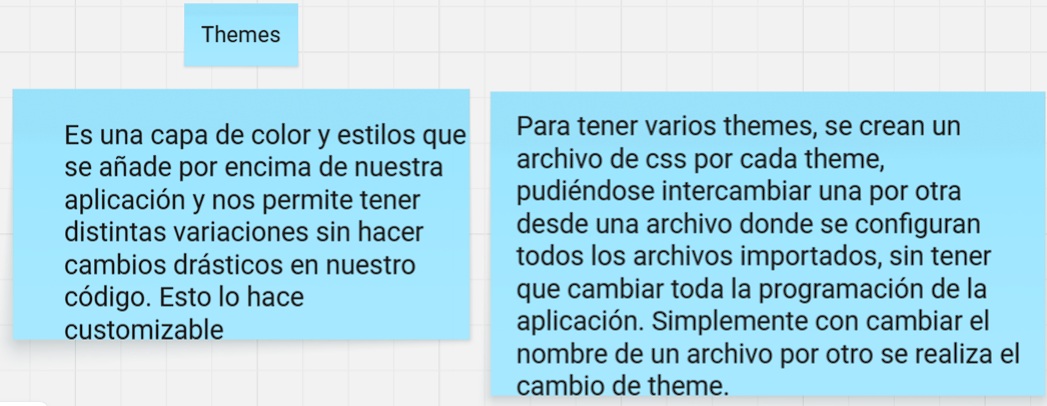 Themes
Es una capa de color y estilos que
se añade por encima de nuestra
aplicación y nos permite tener
distintas variaciones sin hacer
cambios drásticos en nuestro
código. Esto lo hace
customizable
Para tener varios themes, se crean un
archivo de css por cada theme,
pudiéndose intercambiar una por otra
desde una archivo donde se configuran
todos los archivos importados, sin tener
que cambiar toda la programación de la
aplicación. Simplemente con cambiar el
nombre de un archivo por otro se realiza el
cambio de theme.